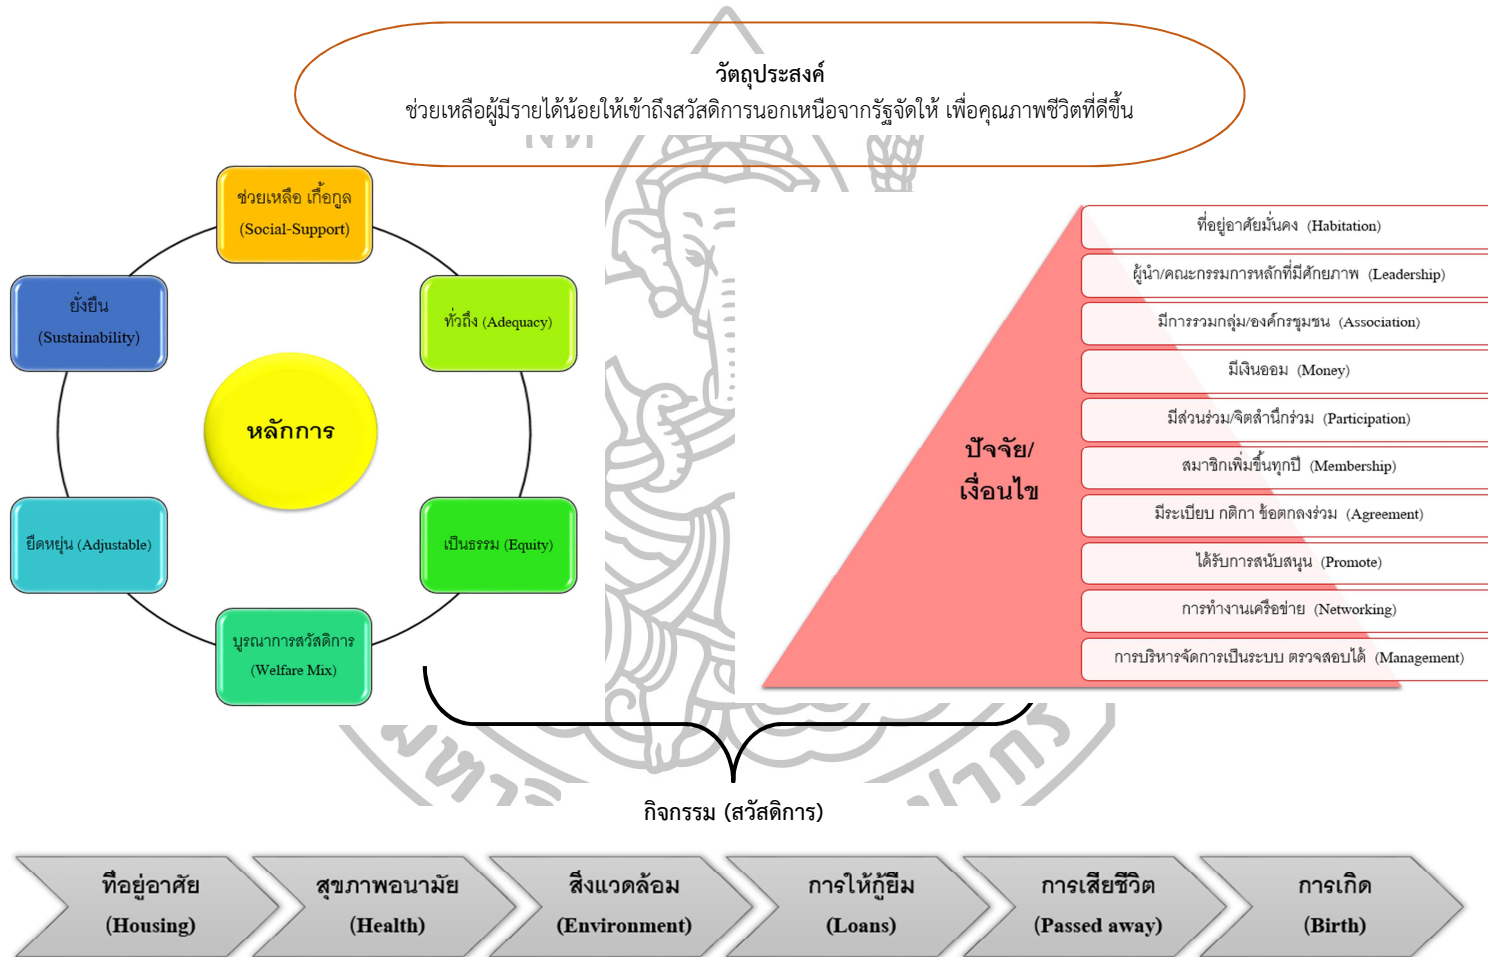 วัตถุประสงค์
ช่วยเหลือผู้มีรายได้น้อยให้เข้าถึงสวัสดิการนอกเหนือจากรัฐจัดให้ เพื่อคุณภาพชีวิตที่ดีขึ้น
ช่วยเหลือ เกื้อกูล
(Social-Support)
ทั่วถึง (Adequacy)
เป็นธรรม (Equity)
บูรณาการสวัสดิการ
(Welfare Mix)
ยืดหยุ่น (Adjustable)
ยั่งยืน
(Sustainability)
หลักการ
ปัจจัย/
เงื่อนไข
ที่อยู่อาศัยมั่นคง (Habitation)
ผู้นำ/คณะกรรมการหลักที่มีศักยภาพ (Leadership)
มีการรวมกลุ่ม/องค์กรชุมชน (Association)
มีเงินออม (Money)
มีส่วนร่วม/จิตสำนึกร่วม (Participation)
สมาชิกเพิ่มขึ้นทุกปี (Membership)
มีระเบียบ กติกา ข้อตกลงร่วม (Agreement)
ได้รับการสนับสนุน (Promote)
การทำงานเครือข่าย (Networking)
การบริหารจัดการเป็นระบบ ตรวจสอบได้ (Management)
กิจกรรม (สวัสดิการ)
ที่อยู่อาศัย
(Housing)
สุขภาพอนามัย
(Health)
สิ่งแวดล้อม
(Environment)
การให้กู้ยืม
(Loans)
การเสียชีวิต
(Passed away)
การเกิด
(Birth)